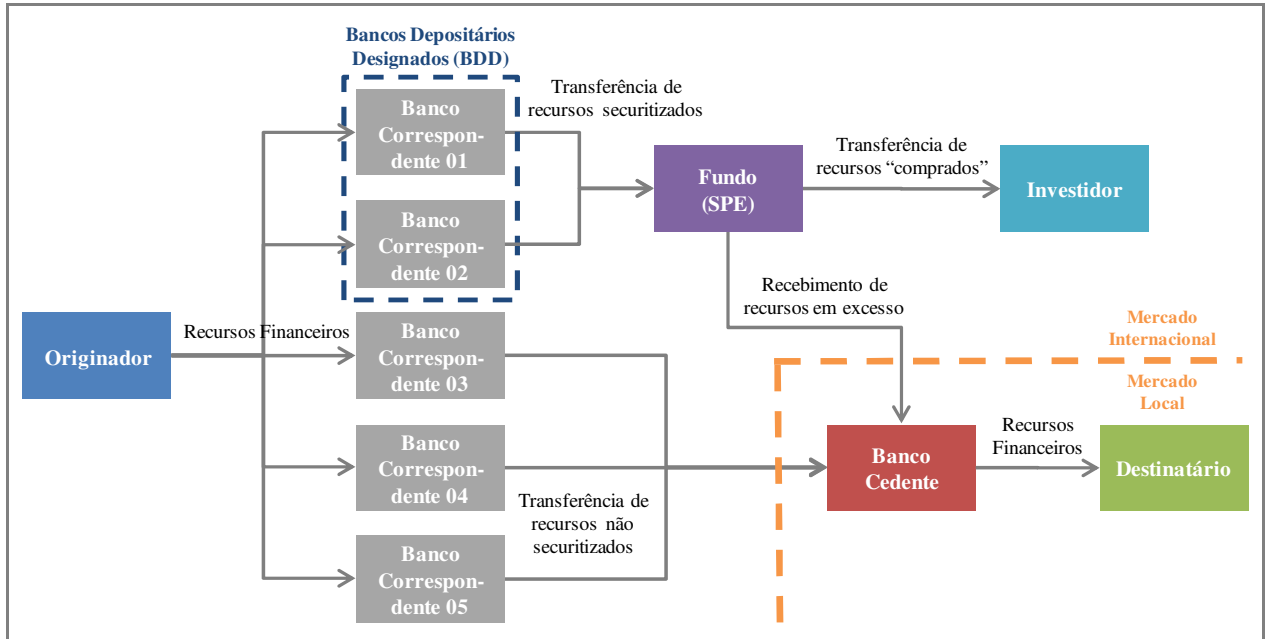 Bancos Depositários
Designados (BDD)
Banco
Correspon-
dente 01
Transferência de
recursos securitizados
Banco
Correspon-
dente 02
Fundo
(SPE)
Transferência de
recursos “comprados”
Investidor
Recebimento de
recursos em excesso
Originador
Recursos Financeiros
Banco
Correspon-
dente 03
Mercado
Internacional
Mercado
Local
Banco
Correspon-
dente 04
Transferência de
recursos não
securitizados
Banco
Correspon-
dente 05
Banco
Cedente
Recursos
Financeiros
Destinatário